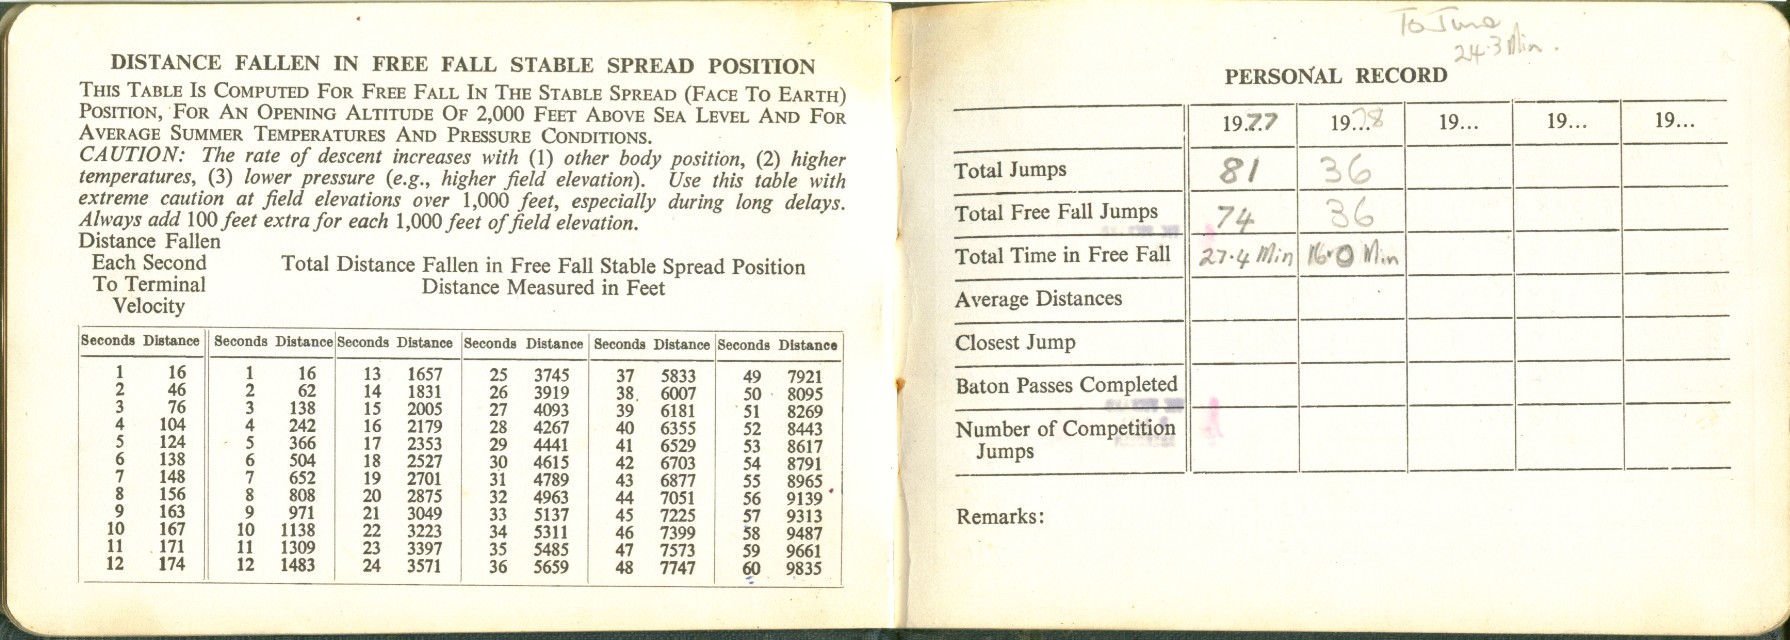 DISTANCE FALLEN IN FREE FALL STABLE SPREAD POSITION
THIS TABLE IS COMPUTED FOR FREE FALL IN THE STABLE SPREAD (FACE TO EARTH)
POSITION, FOR AN OPENING ALTITUDE OF 2,000 FEET ABOVE SEA LEVEL AND FOR
AVERAGE SUMMER TEMPERATURES AND PRESSURE CONDITIONS.
CAUTION: The rate of descent increases with (1) other body position, (2) higher
temperatures, (3) lower pressure (e.g., higher field elevation). Use this table with
extreme caution at field elevations over 1,000 feet, especially during long delays.
Always add 100 feet extra for each 1,000 feet of field elevation.
Distance Fallen
Each Second
To Terminal
Velocity
Total Distance Fallen in Free Fall Stable Spread Position
Distance Measured in Feet
Seconds Distance Seconds Distance Seconds Distance Seconds Distance Seconds Distance Seconds Distance
1 16 1 16 13 1657 25 3745 37 5833 49 7921
2 46 2 62 14 1831 26 3919 38 6007 50 8095
3 76 3 138 15 2005 27 4093 39 6181 51 8269
4 104 4 242 16 2179 28 4267 40 6355 52 8443
5 124 5 366 17 2353 29 4441 41 6529 53 8617
6 138 6 504 18 2527 30 4615 42 6703 54 8791
7 148 7 652 19 2701 31 4789 43 6877 55 8965
8 156 8 808 20 2875 32 4963 44 7051 56 9139
9 163 9 971 21 3049 33 5137 45 7225 57 9313
10 167 10 1138 22 3223 34 5311 46 7399 58 9487
11 171 11 1309 23 3397 35 5485 47 7573 59 9661
12 174 12 1483 24 3571 36 5659 48 7747 60 9835
To June
24.3 Min.
PERSONAL RECORD
19.77 19...78 19... 19... 19...
Total Jumps 81 36
Total Free Fall Jumps 74 36
Total Time in Free Fall 27.4 Min 16.0 Min
Average Distances
Closest Jump
Baton Passes Completed
Number of Competition
Jumps
Remarks: